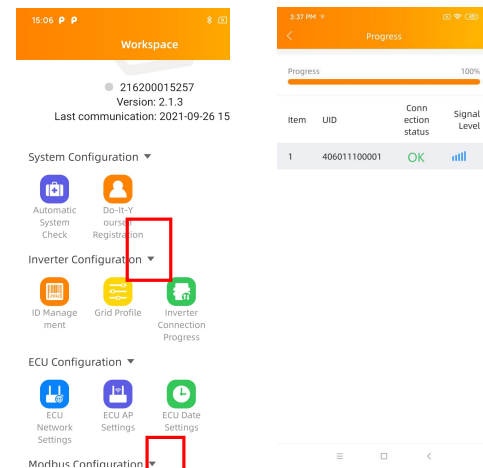 15:06
Workspace
216200015257
Version: 2.1.3
Last communication: 2021-09-26 15
System Configuration
Automatic
System
Check
Do-It-Y
ourself
Registration
Inverter Configuration
ID Manage
ment
Grid Profile
Inverter
Connection
Progress
ECU Configuration
ECU
Network
Settings
ECU AP
Settings
ECU Date
Settings
Modbus Configuration
3:37 PM
Progress
Progress
100%
Item
UID
Conn
ection
status
Signal
Level
1
406011100001
OK